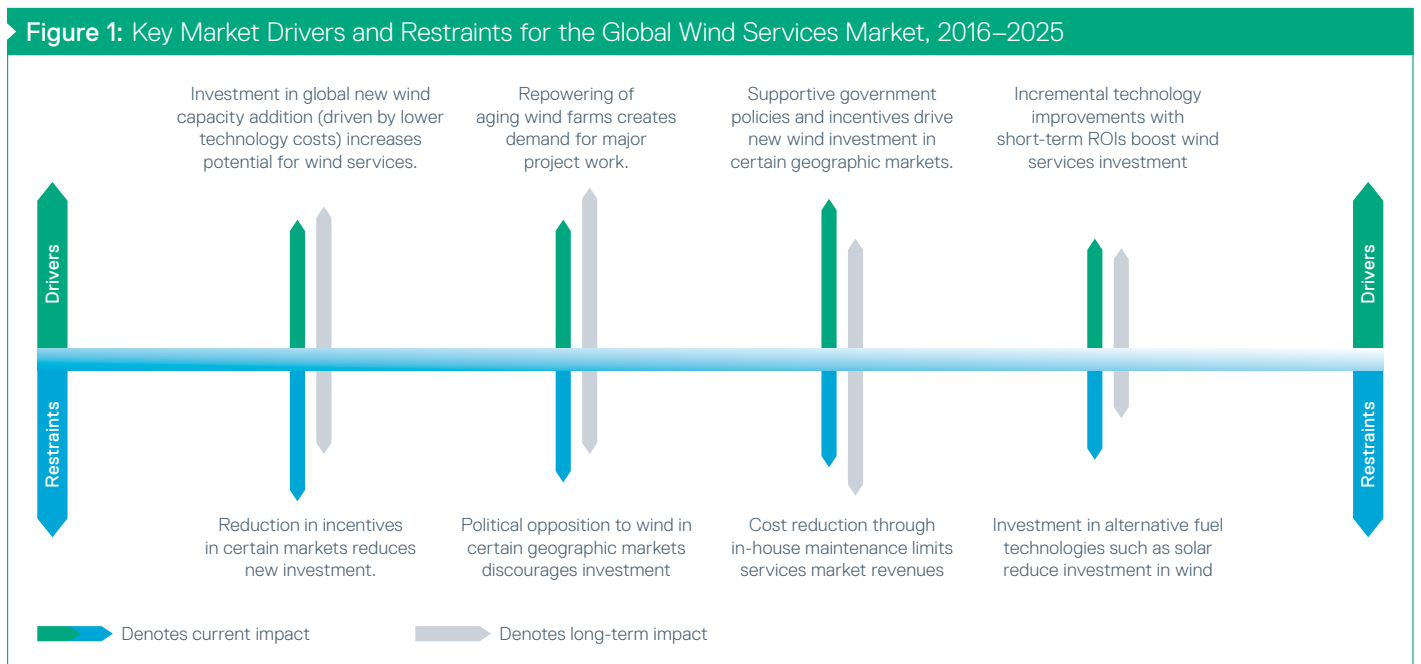 Figure 1: Key Market Drivers and Restraints for the Global Wind Services Market, 2016–2025
Investment in global new wind
capacity addition (driven by lower
technology costs) increases
potential for wind services.
Repowering of
aging wind farms creates
demand for major
project work.
Supportive government
policies and incentives drive
new wind investment in
certain geographic markets.
Incremental technology
improvements with
short-term ROIs boost wind
services investment
Drivers
Drivers
Restraints
Restraints
Reduction in incentives
in certain markets reduces
new investment.
Political opposition to wind in
certain geographic markets
discourages investment
Cost reduction through
in-house maintenance limits
services market revenues
Investment in alternative fuel
technologies such as solar
reduce investment in wind
Denotes current impact
Denotes long-term impact